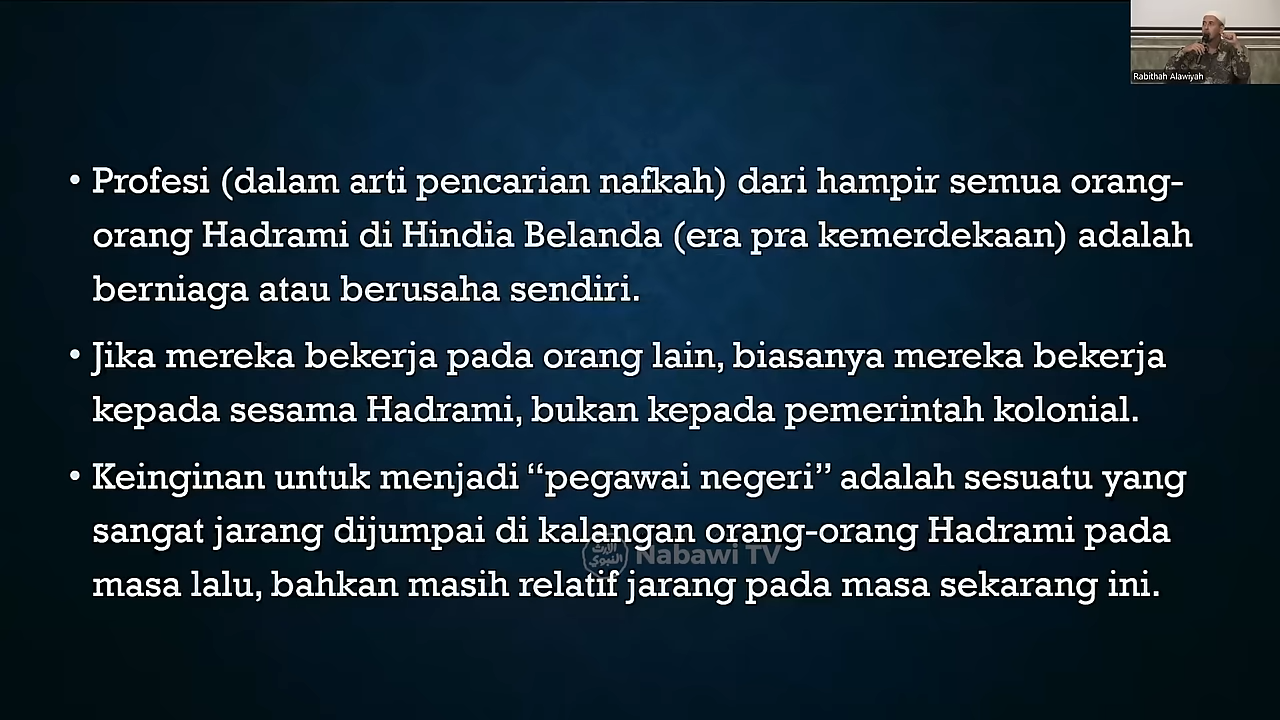 Rabithah Alawiyah
• Profesi (dalam arti pencarian nafkah) dari hampir semua orang-
orang Hadrami di Hindia Belanda (era pra kemerdekaan) adalah
berniaga atau berusaha sendiri.
• Jika mereka bekerja pada orang lain, biasanya mereka bekerja
kepada sesama Hadrami, bukan kepada pemerintah kolonial.
• Keinginan untuk menjadi “pegawai negeri” adalah sesuatu yang
sangat jarang dijumpai di kalangan orang-orang Hadrami pada
الإرث
النبوي
Nabawi TV
masa lalu, bahkan masih relatif jarang pada masa sekarang ini.